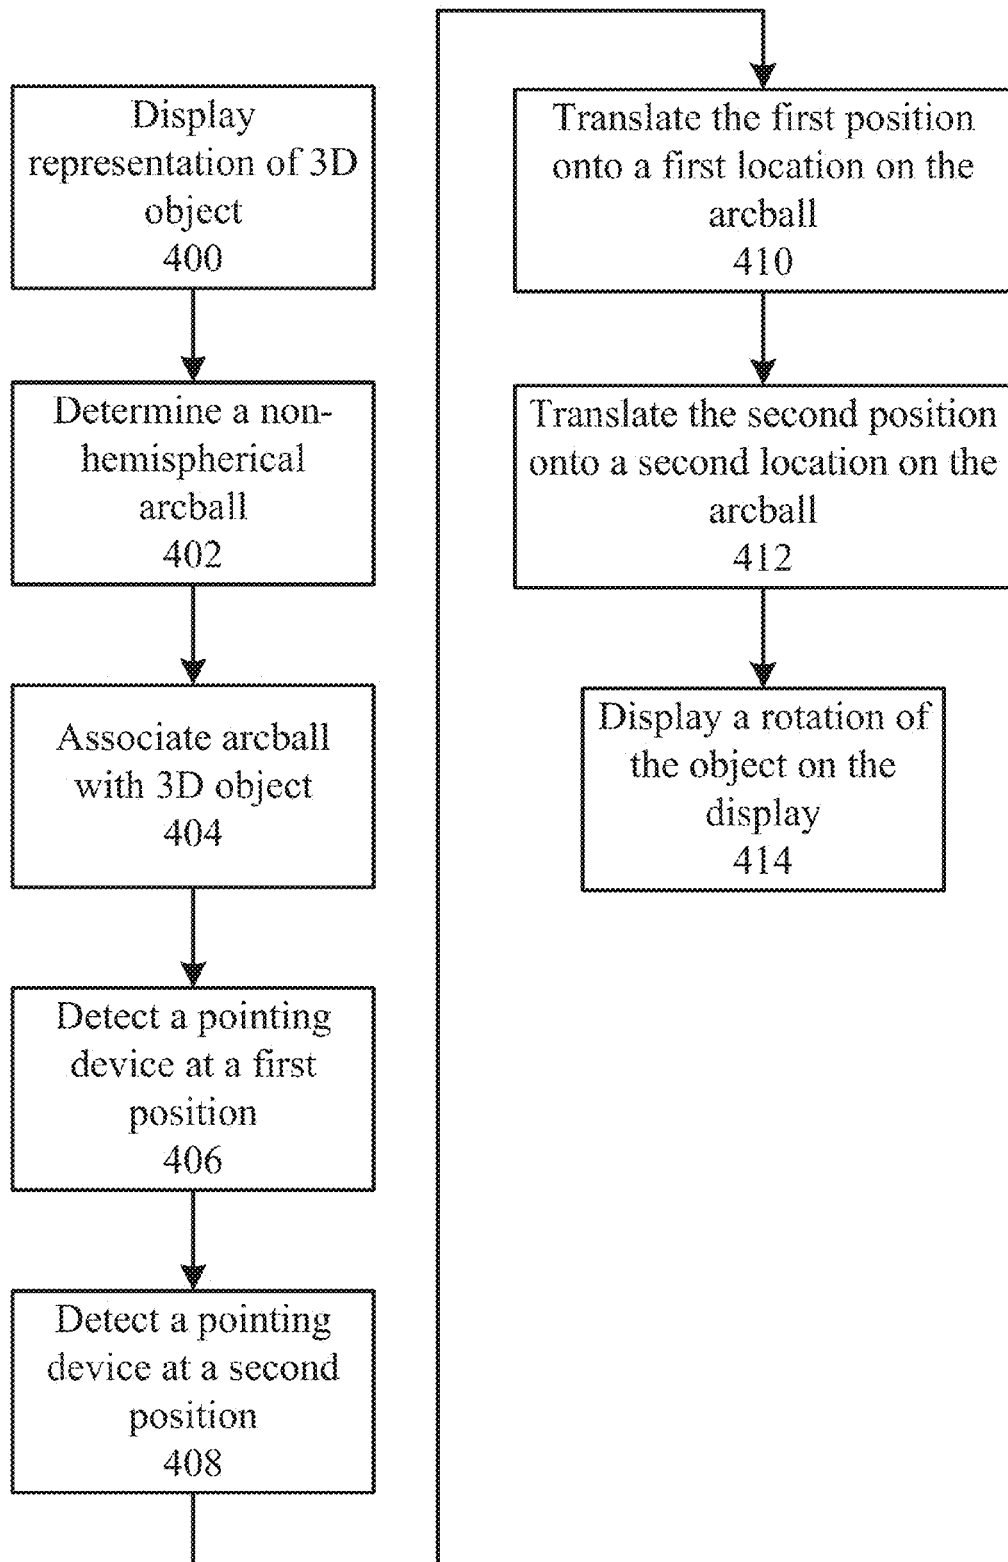 Display
representation of 3D
object
400
Determine a non-
hemispherical
arcball
402
Associate arcball
with 3D object
404
Detect a pointing
device at a first
position
406
Detect a pointing
device at a second
position
408
Translate the first position
onto a first location on the
arcball
410
Translate the second position
onto a second location on the
arcball
412
Display a rotation of
the object on the
display
414